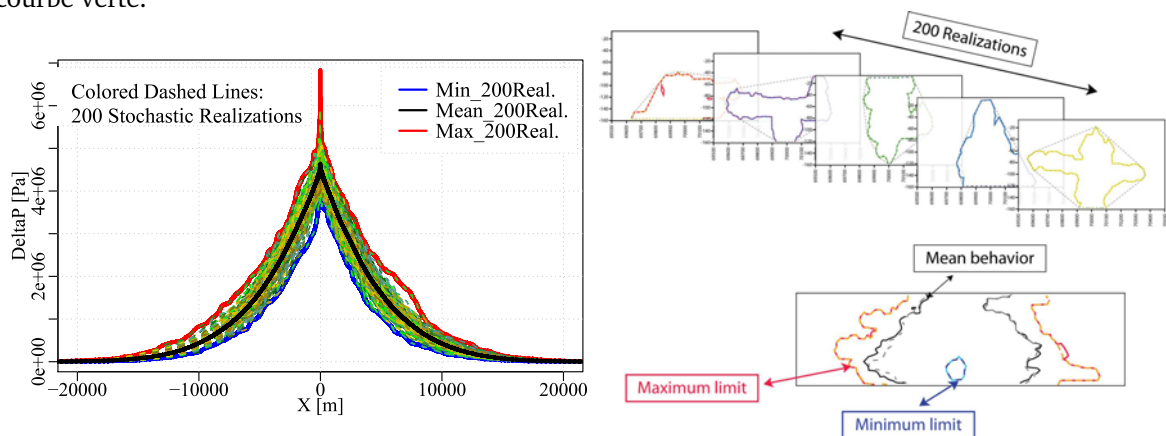 courbe verte.
Colored Dashed Lines:
200 Stochastic Realizations
Min_200Real.
Mean_200Real.
Max_200Real.
DeltaP [Pa]
6e+06
4e+06
2e+06
0e+00
−20000 −10000 0 10000 20000
X [m]
200 Realizations
Mean behavior
Maximum limit
Minimum limit